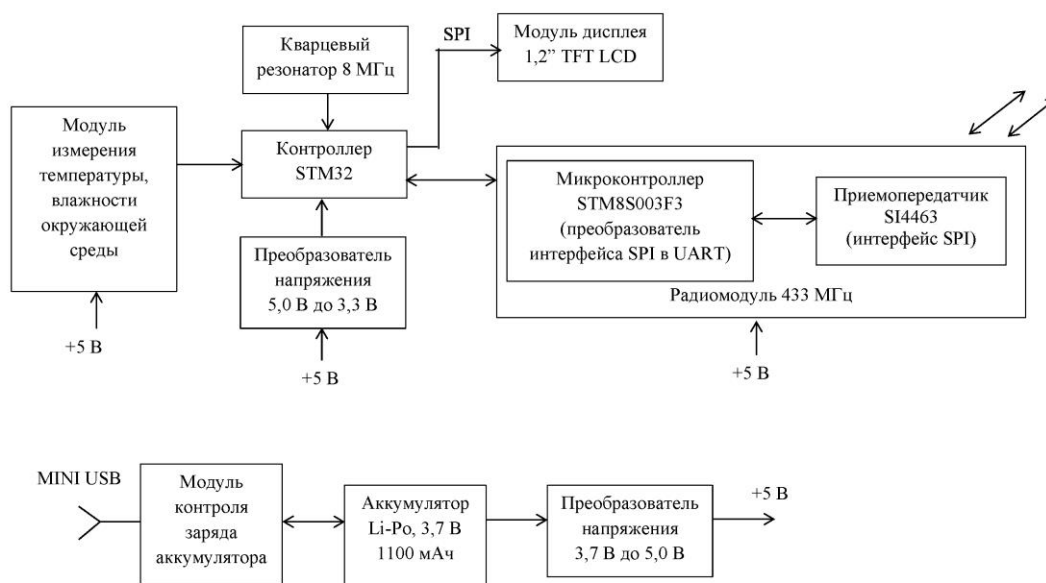 SPI
Модуль дисплея
1,2” TFT LCD
Кварцевый
резонатор 8 МГц
Модуль
измерения
температуры,
влажности
окружающей
среды
Контроллер
STM32
Микроконтроллер
STM8S003F3
(преобразователь
интерфейса SPI в UART)
Приемопередатчик
SI4463
(интерфейс SPI)
Радиомодуль 433 МГц
Преобразователь
напряжения
5,0 В до 3,3 В
+5 В
+5 В
+5 В
MINI USB
Модуль
контроля
заряда
аккумулятора
Аккумулятор
Li-Po, 3,7 В
1100 мАч
Преобразователь
напряжения
3,7 В до 5,0 В
+5 В